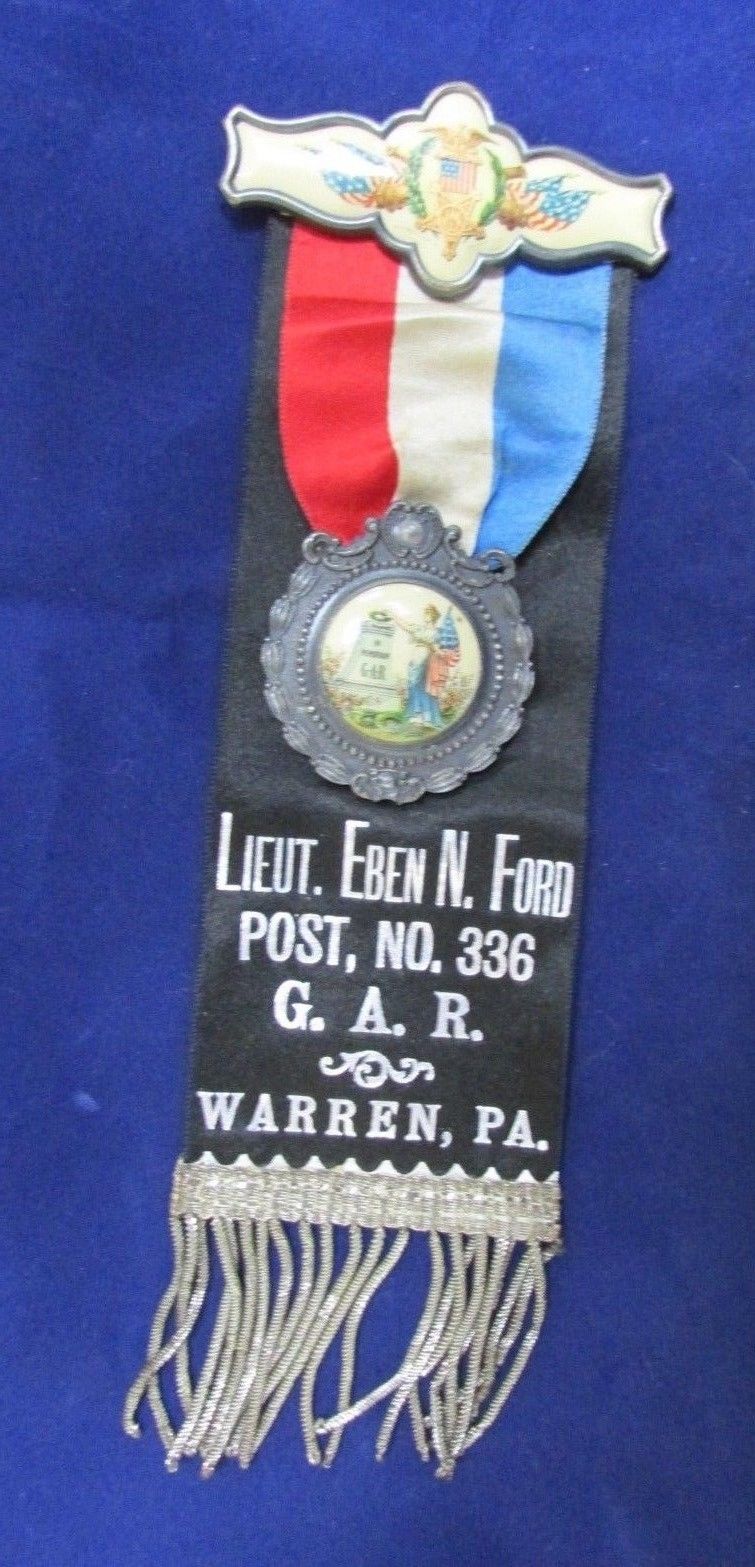 G.A.R.
LIEUT. EBEN N. FORD
POST, NO. 336
G. A. R.
WARREN, PA.